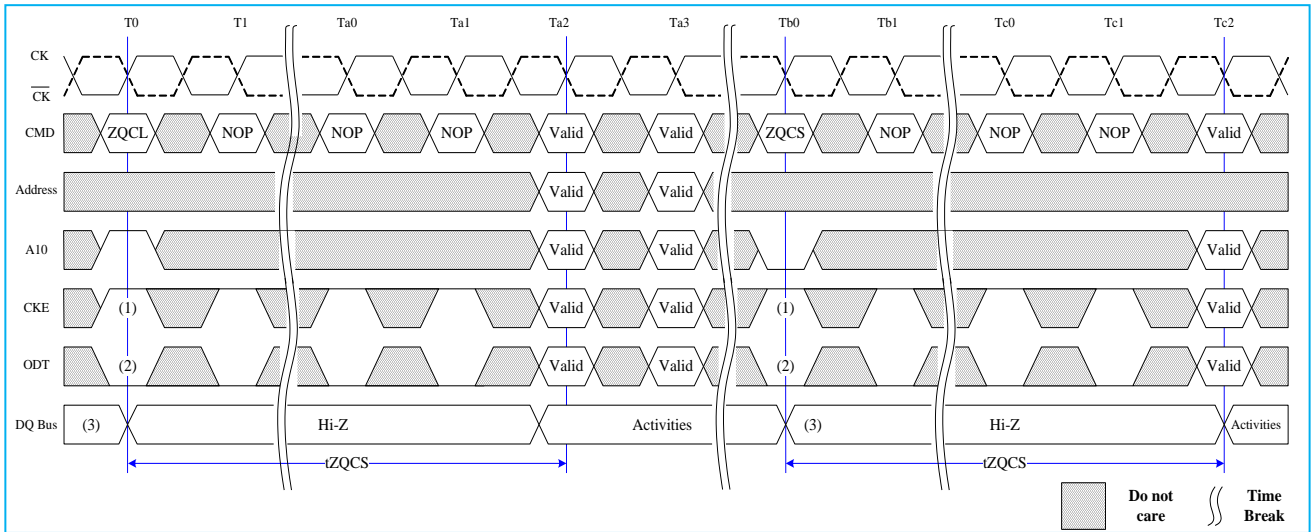 T0 T1 Ta0 Ta1 Ta2 Ta3 Tb0 Tb1 Tc0 Tc1 Tc2
CK
CK
CMD ZQCL NOP NOP NOP Valid Valid ZQCS NOP NOP NOP Valid
Address Valid Valid
A10 Valid Valid Valid
CKE (1) Valid Valid (1) Valid
ODT (2) Valid Valid (2) Valid
DQ Bus (3) Hi-Z Activities (3) Hi-Z Activities
tZQCS tZQCS
Do not care
Time Break